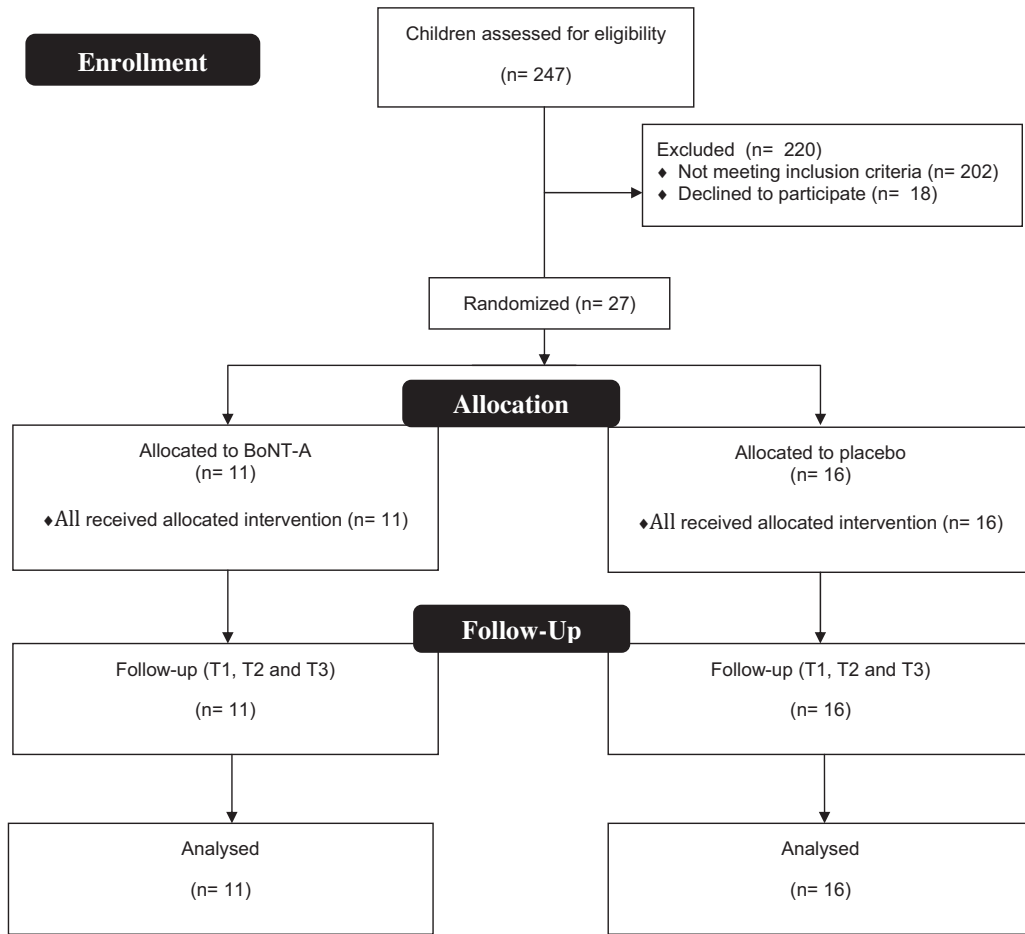 Enrollment
Children assessed for eligibility
(n= 247)
Excluded (n= 220)
♦ Not meeting inclusion criteria (n= 202)
♦ Declined to participate (n= 18)
Randomized (n= 27)
Allocation
Allocated to BoNT-A
(n= 11)
♦All received allocated intervention (n= 11)
Allocated to placebo
(n= 16)
♦All received allocated intervention (n= 16)
Follow-Up
Follow-up (T1, T2 and T3)
(n= 11)
Follow-up (T1, T2 and T3)
(n= 16)
Analysed
(n= 11)
Analysed
(n= 16)